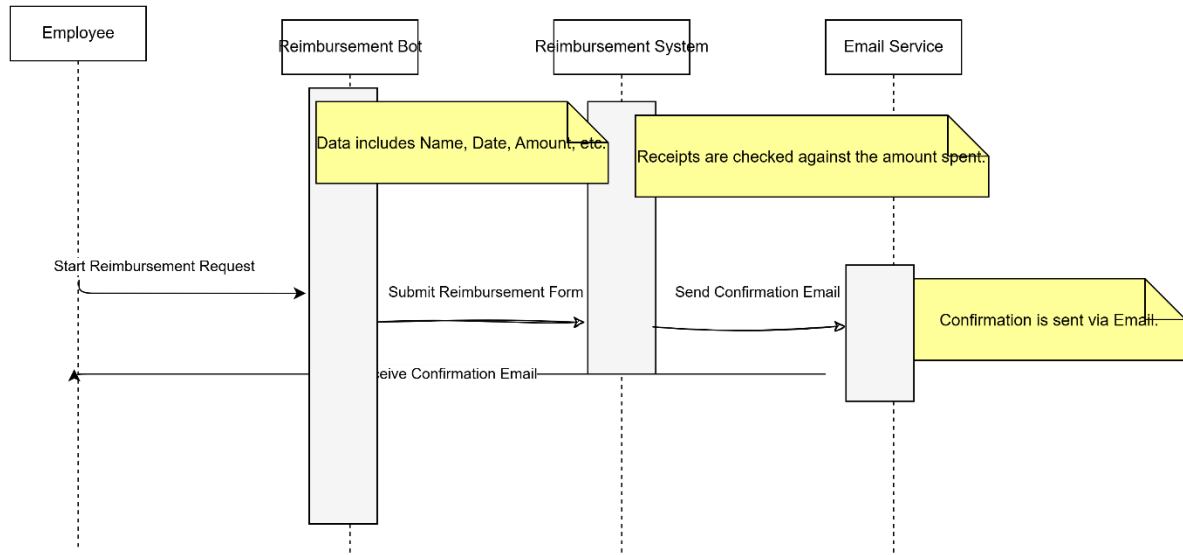 Employee
Reimbursement Bot
Reimbursement System
Email Service
Data includes Name, Date, Amount, etc.
Receipts are checked against the amount spent.
Start Reimbursement Request
Submit Reimbursement Form
Send Confirmation Email
Confirmation is sent via Email.
ceive Confirmation Email